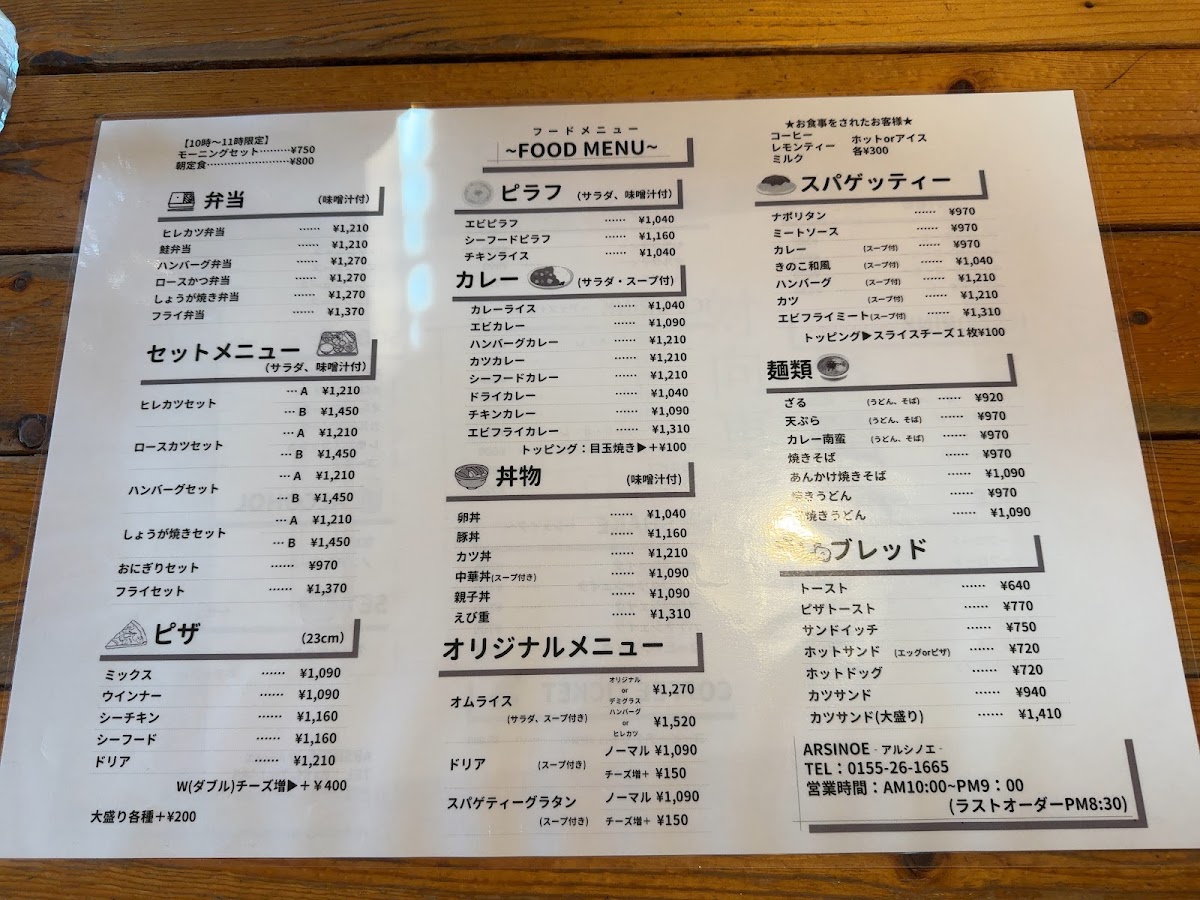 【10時～11時限定】
モーニングセット………¥750
朝定食……………………¥800
弁当 （味噌汁付）
ヒレカツ弁当 …… ¥1,210
鮭弁当 …… ¥1,210
ハンバーグ弁当 …… ¥1,270
ロースかつ弁当 …… ¥1,270
しょうが焼き弁当 …… ¥1,270
フライ弁当 …… ¥1,370
セットメニュー
（サラダ、味噌汁付）
ヒレカツセット … A ¥1,210
… B ¥1,450
ロースカツセット … A ¥1,210
… B ¥1,450
ハンバーグセット … A ¥1,210
… B ¥1,450
しょうが焼きセット … A ¥1,210
… B ¥1,450
おにぎりセット …… ¥970
フライセット …… ¥1,370
ピザ （23cm）
ミックス …… ¥1,090
ウインナー …… ¥1,090
シーチキン …… ¥1,160
シーフード …… ¥1,160
ドリア …… ¥1,210
W(ダブル)チーズ増▶＋￥400
大盛り各種＋¥200
フードメニュー
~FOOD MENU~
ピラフ （サラダ、味噌汁付）
エビピラフ …… ¥1,040
シーフードピラフ …… ¥1,160
チキンライス …… ¥1,040
カレー （サラダ・スープ付）
カレーライス …… ¥1,040
エビカレー …… ¥1,090
ハンバーグカレー …… ¥1,210
カツカレー …… ¥1,210
シーフードカレー …… ¥1,210
ドライカレー …… ¥1,040
チキンカレー …… ¥1,090
エビフライカレー …… ¥1,310
トッピング：目玉焼き▶＋¥100
丼物 （味噌汁付）
卵丼 …… ¥1,040
豚丼 …… ¥1,160
カツ丼 …… ¥1,210
中華丼(スープ付き) …… ¥1,090
親子丼 …… ¥1,090
えび重 …… ¥1,310
オリジナルメニュー
オムライス オリジナル or デミグラス ¥1,270
(サラダ、スープ付き) ハンバーグ or ヒレカツ ¥1,520
ドリア (スープ付き) ノーマル ¥1,090
チーズ増＋ ¥150
スパゲティーグラタン ノーマル ¥1,090
(スープ付き) チーズ増＋ ¥150
★お食事をされたお客様★
コーヒー ホットorアイス
レモンティー 各¥300
ミルク
スパゲッティー
ナポリタン …… ¥970
ミートソース …… ¥970
カレー (スープ付) …… ¥970
きのこ和風 (スープ付) …… ¥1,040
ハンバーグ (スープ付) …… ¥1,210
カツ (スープ付) …… ¥1,210
エビフライミート(スープ付) …… ¥1,310
トッピング▶スライスチーズ１枚¥100
麺類
ざる (うどん、そば) …… ¥920
天ぷら (うどん、そば) …… ¥970
カレー南蛮 (うどん、そば) …… ¥970
焼きそば …… ¥970
あんかけ焼きそば …… ¥1,090
焼きうどん …… ¥970
焼きうどん …… ¥1,090
ブレッド
トースト …… ¥640
ピザトースト …… ¥770
サンドイッチ …… ¥750
ホットサンド (エッグorピザ) …… ¥720
ホットドッグ …… ¥720
カツサンド …… ¥940
カツサンド(大盛り) …… ¥1,410
ARSINOE - アルシノエ -
TEL：0155-26-1665
営業時間：AM10:00~PM9：00
(ラストオーダーPM8:30)